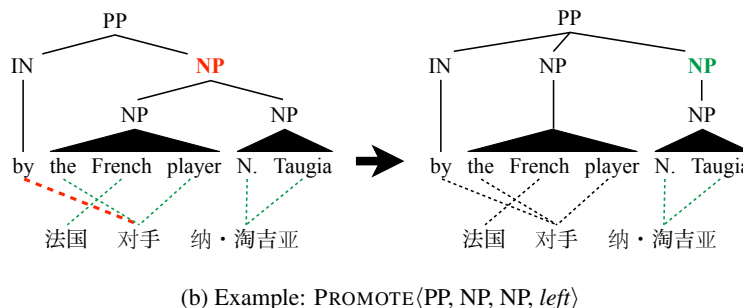 PP PP
IN NP IN NP NP
NP NP NP
by the French player N. Taugia by the French player N. Taugia
法国 对手 纳·淘吉亚 法国 对手 纳·淘吉亚
(b) Example: PROMOTE⟨PP, NP, NP, left⟩